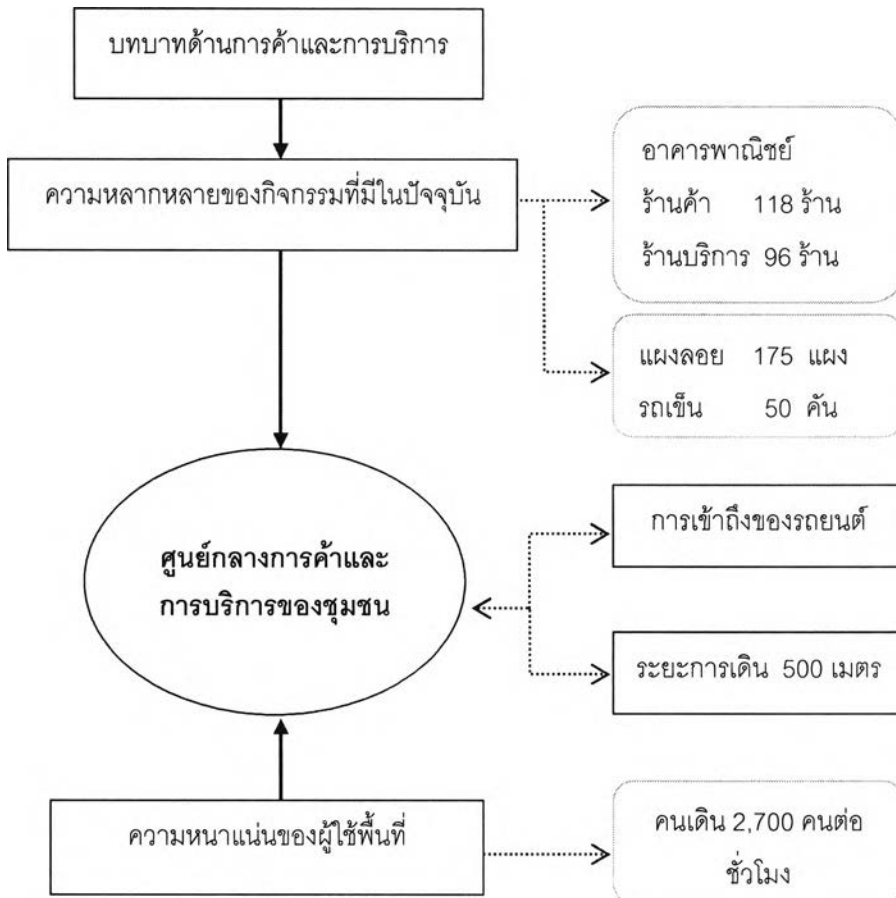 บทบาทด้านการค้าและการบริการ
ความหลากหลายของกิจกรรมที่มีในปัจจุบัน
อาคารพาณิชย์
ร้านค้า 118 ร้าน
ร้านบริการ 96 ร้าน
แผงลอย 175 แผง
รถเข็น 50 คัน
ศูนย์กลางการค้าและ
การบริการของชุมชน
การเข้าถึงของรถยนต์
ระยะการเดิน 500 เมตร
ความหนาแน่นของผู้ใช้พื้นที่
คนเดิน 2,700 คนต่อ
ชั่วโมง